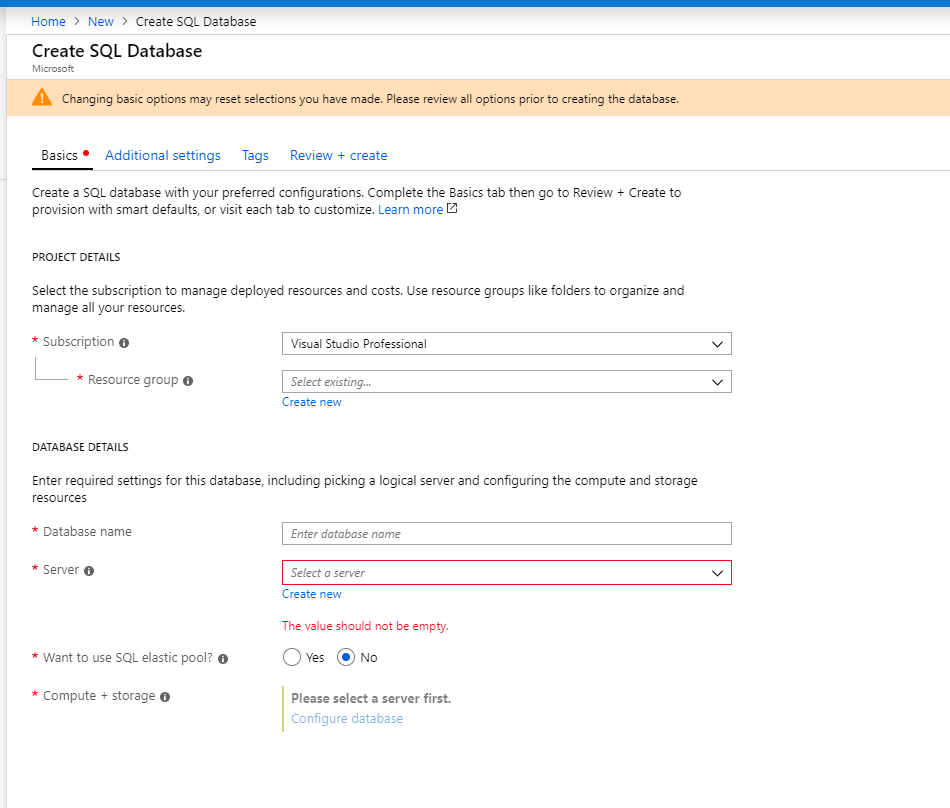 Home > New > Create SQL Database
Create SQL Database
Microsoft
Changing basic options may reset selections you have made. Please review all options prior to creating the database.
Basics Additional settings Tags Review + create
Create a SQL database with your preferred configurations. Complete the Basics tab then go to Review + Create to
provision with smart defaults, or visit each tab to customize. Learn more
PROJECT DETAILS
Select the subscription to manage deployed resources and costs. Use resource groups like folders to organize and
manage all your resources.
* Subscription Visual Studio Professional
* Resource group Select existing...
Create new
DATABASE DETAILS
Enter required settings for this database, including picking a logical server and configuring the compute and storage
resources
* Database name Enter database name
* Server Select a server
Create new
The value should not be empty.
* Want to use SQL elastic pool? Yes No
* Compute + storage Please select a server first.
Configure database